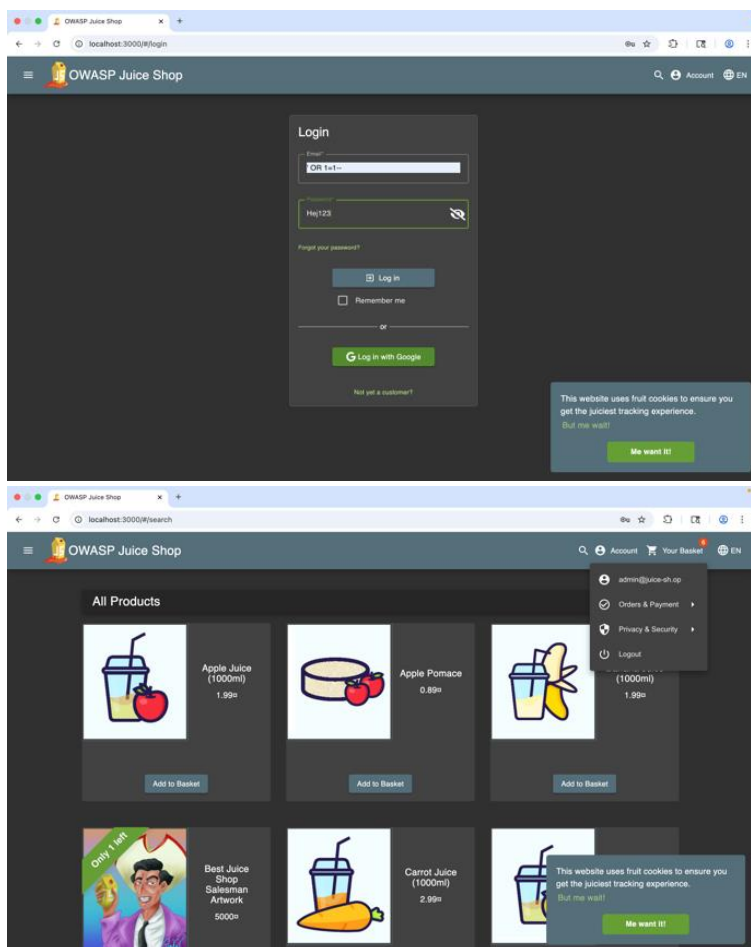 OWASP Juice Shop
localhost:3000/#/login
OWASP Juice Shop
Account
EN
Login
Email*
' OR 1=1--
Password*
Hej123
Forgot your password?
Log in
Remember me
or
G Log in with Google
Not yet a customer?
This website uses fruit cookies to ensure you
get the juiciest tracking experience.
But me wait!
Me want it!
OWASP Juice Shop
localhost:3000/#/search
OWASP Juice Shop
Account
Your Basket
6
EN
admin@juice-sh.op
Orders & Payment
Privacy & Security
Logout
All Products
Apple Juice
(1000ml)
1.99¤
Apple Pomace
0.89¤
(1000ml)
1.99¤
Add to Basket
Add to Basket
Add to Basket
Only 1 left
Best Juice
Shop
Salesman
Artwork
5000¤
Carrot Juice
(1000ml)
2.99¤
This website uses fruit cookies to ensure you
get the juiciest tracking experience.
But me wait!
Me want it!